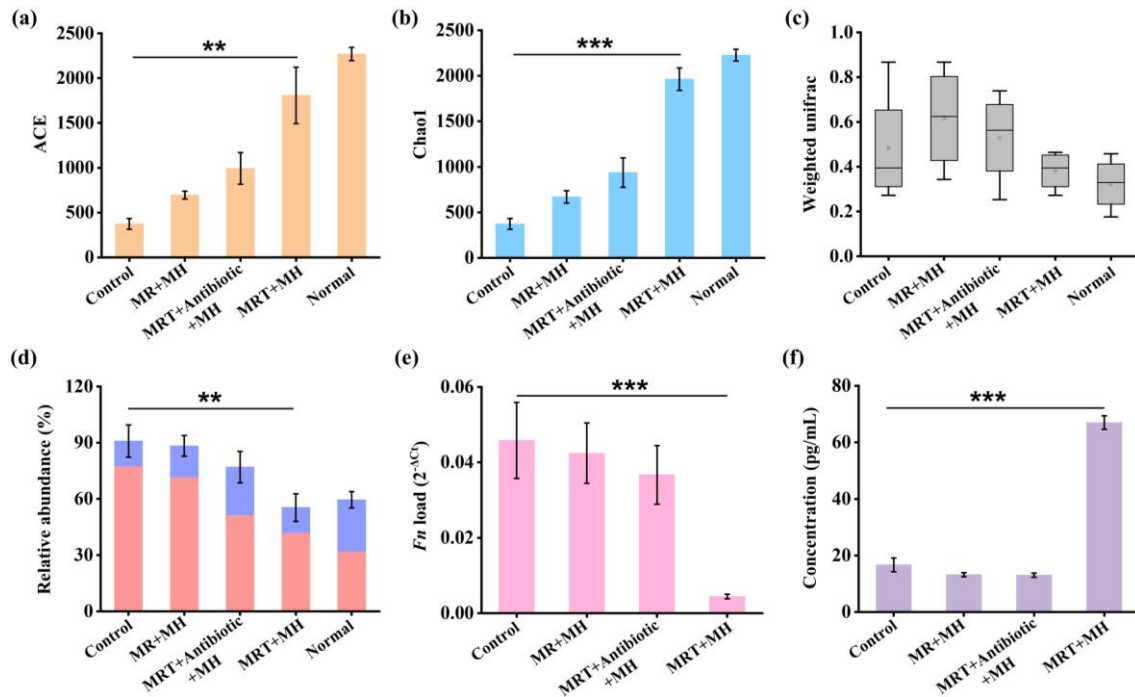 (a)
ACE
2500
2000
1500
1000
500
0
**
Control
MR+MH
MRT+Antibiotic
+MH
MRT+MH
Normal
(b)
Chao1
2500
2000
1500
1000
500
0
***
Control
MR+MH
MRT+Antibiotic
+MH
MRT+MH
Normal
(c)
Weighted unifrac
1.0
0.8
0.6
0.4
0.2
0.0
Control
MR+MH
MRT+Antibiotic
+MH
MRT+MH
Normal
(d)
Relative abundance (%)
120
90
60
30
0
**
Control
MR+MH
MRT+Antibiotic
+MH
MRT+MH
Normal
(e)
Fn load (2^-ΔCt)
0.06
0.04
0.02
0.00
***
Control
MR+MH
MRT+Antibiotic
+MH
MRT+MH
(f)
Concentration (pg/mL)
80
60
40
20
0
***
Control
MR+MH
MRT+Antibiotic
+MH
MRT+MH